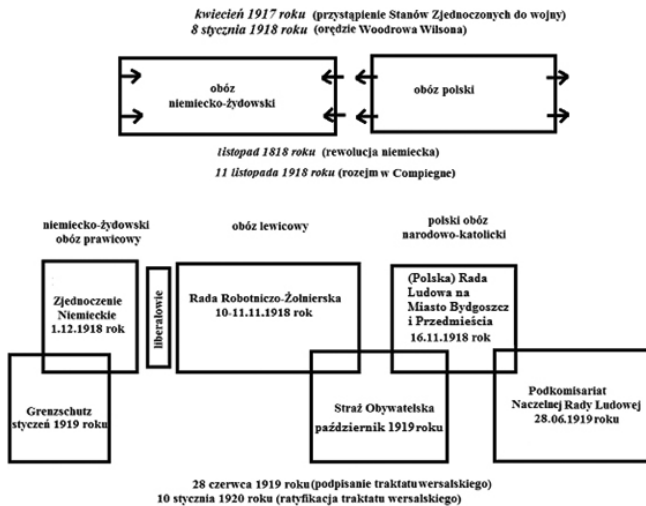 kwiecień 1917 roku (przystąpienie Stanów Zjednoczonych do wojny)
8 stycznia 1918 roku (orędzie Woodrowa Wilsona)
obóz
niemiecko-żydowski
obóz polski
listopad 1818 roku (rewolucja niemiecka)
11 listopada 1918 roku (rozejm w Compiegne)
niemiecko-żydowski
obóz prawicowy
obóz lewicowy
polski obóz
narodowo-katolicki
Zjednoczenie
Niemieckie
1.12.1918 rok
liberałowie
Rada Robotniczo-Żołnierska
10-11.11.1918 rok
(Polska) Rada
Ludowa na
Miasto Bydgoszcz
i Przedmieścia
16.11.1918 rok
Grenzschutz
styczeń 1919 roku
Straż Obywatelska
październik 1919 roku
Podkomisariat
Naczelnej Rady Ludowej
28.06.1919 roku
28 czerwca 1919 roku (podpisanie traktatu wersalskiego)
10 stycznia 1920 roku (ratyfikacja traktatu wersalskiego)